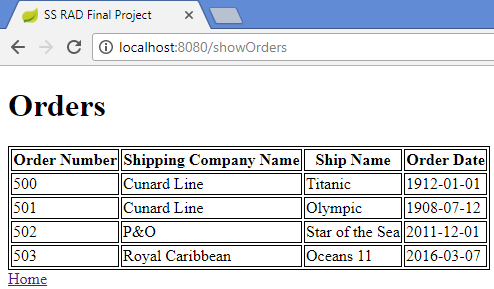 SS RAD Final Project
localhost:8080/showOrders
Orders
Order Number Shipping Company Name Ship Name Order Date
500 Cunard Line Titanic 1912-01-01
501 Cunard Line Olympic 1908-07-12
502 P&O Star of the Sea 2011-12-01
503 Royal Caribbean Oceans 11 2016-03-07
Home